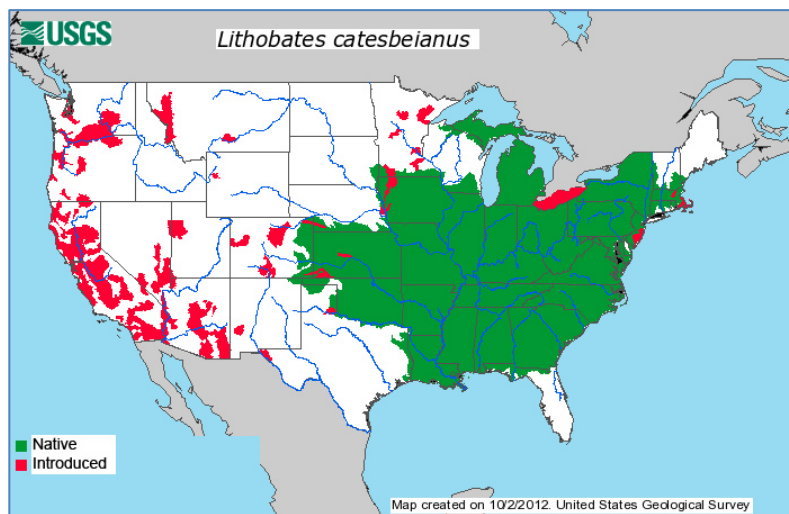 USGS
Lithobates catesbeianus
Native
Introduced
Map created on 10/2/2012. United States Geological Survey